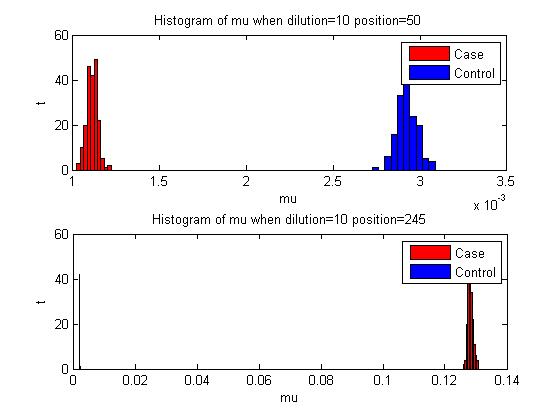 Histogram of mu when dilution=10 position=50
60
40
20
0
t
Case
Control
1 1.5 2 2.5 3 3.5
mu
x 10^-3
Histogram of mu when dilution=10 position=245
60
40
20
0
t
Case
Control
0 0.02 0.04 0.06 0.08 0.1 0.12 0.14
mu